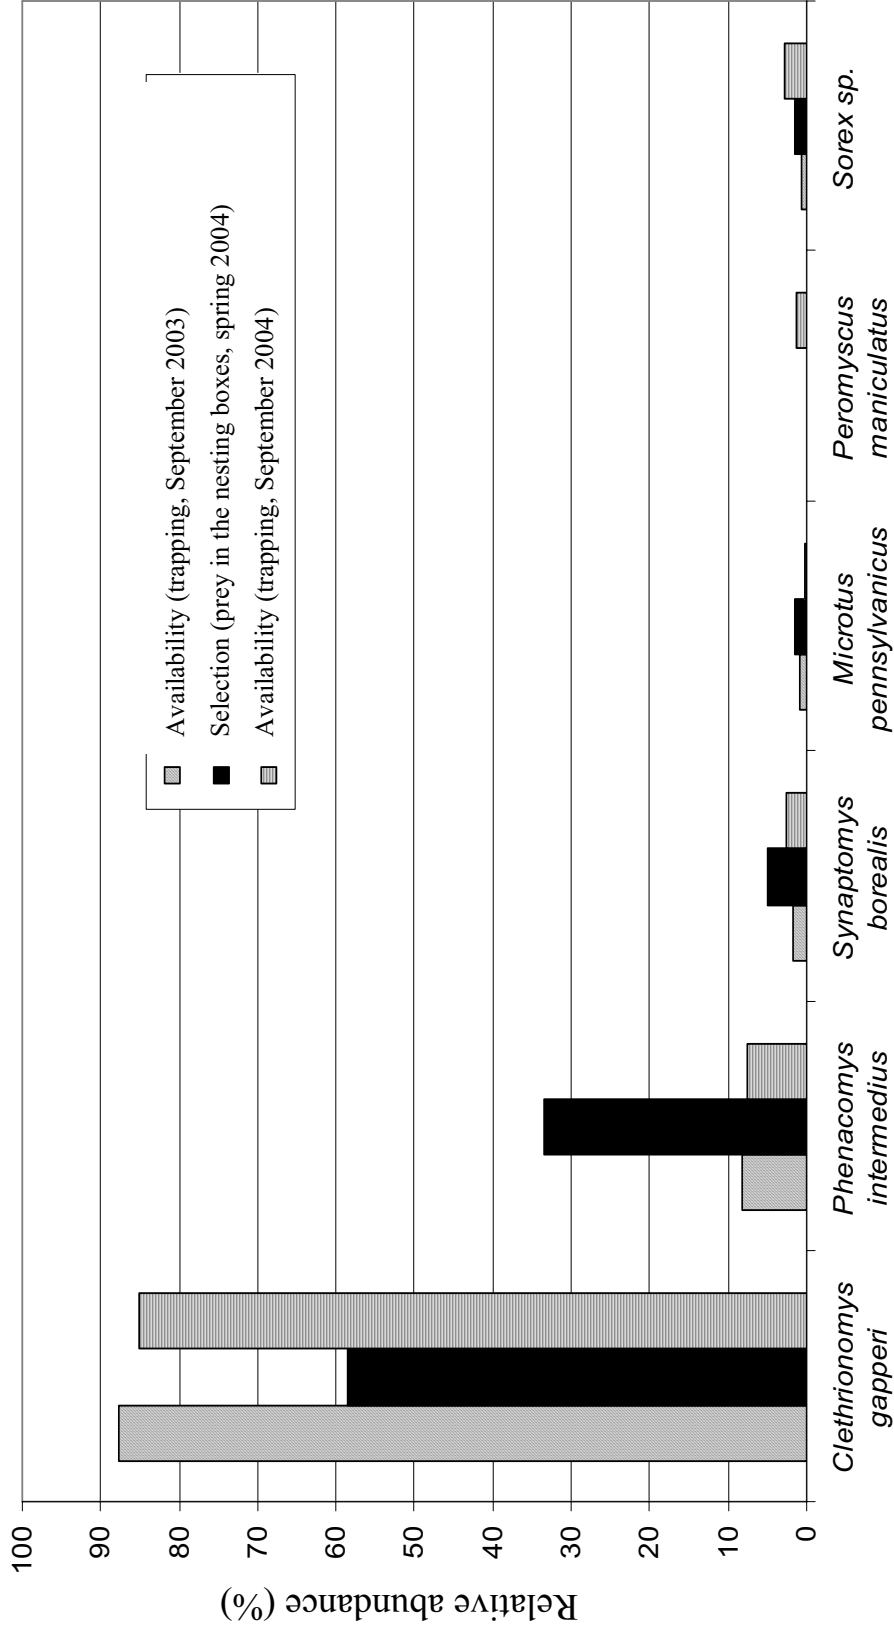 Relative abundance (%)
100
90
80
70
60
50
40
30
20
10
0
Availability (trapping, September 2003)
Selection (prey in the nesting boxes, spring 2004)
Availability (trapping, September 2004)
Clethrionomys
gapperi
Phenacomys
intermedius
Synaptomys
borealis
Microtus
pennsylvanicus
Peromyscus
maniculatus
Sorex sp.